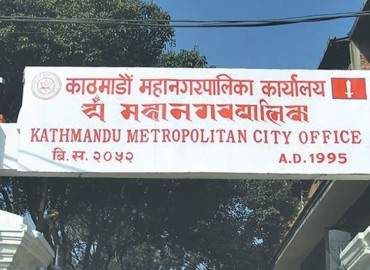 काठमाडौं महानगरपालिका कार्यालय
KATHMANDU METROPOLITAN CITY OFFICE
बि.स. २०५२ A.D. 1995